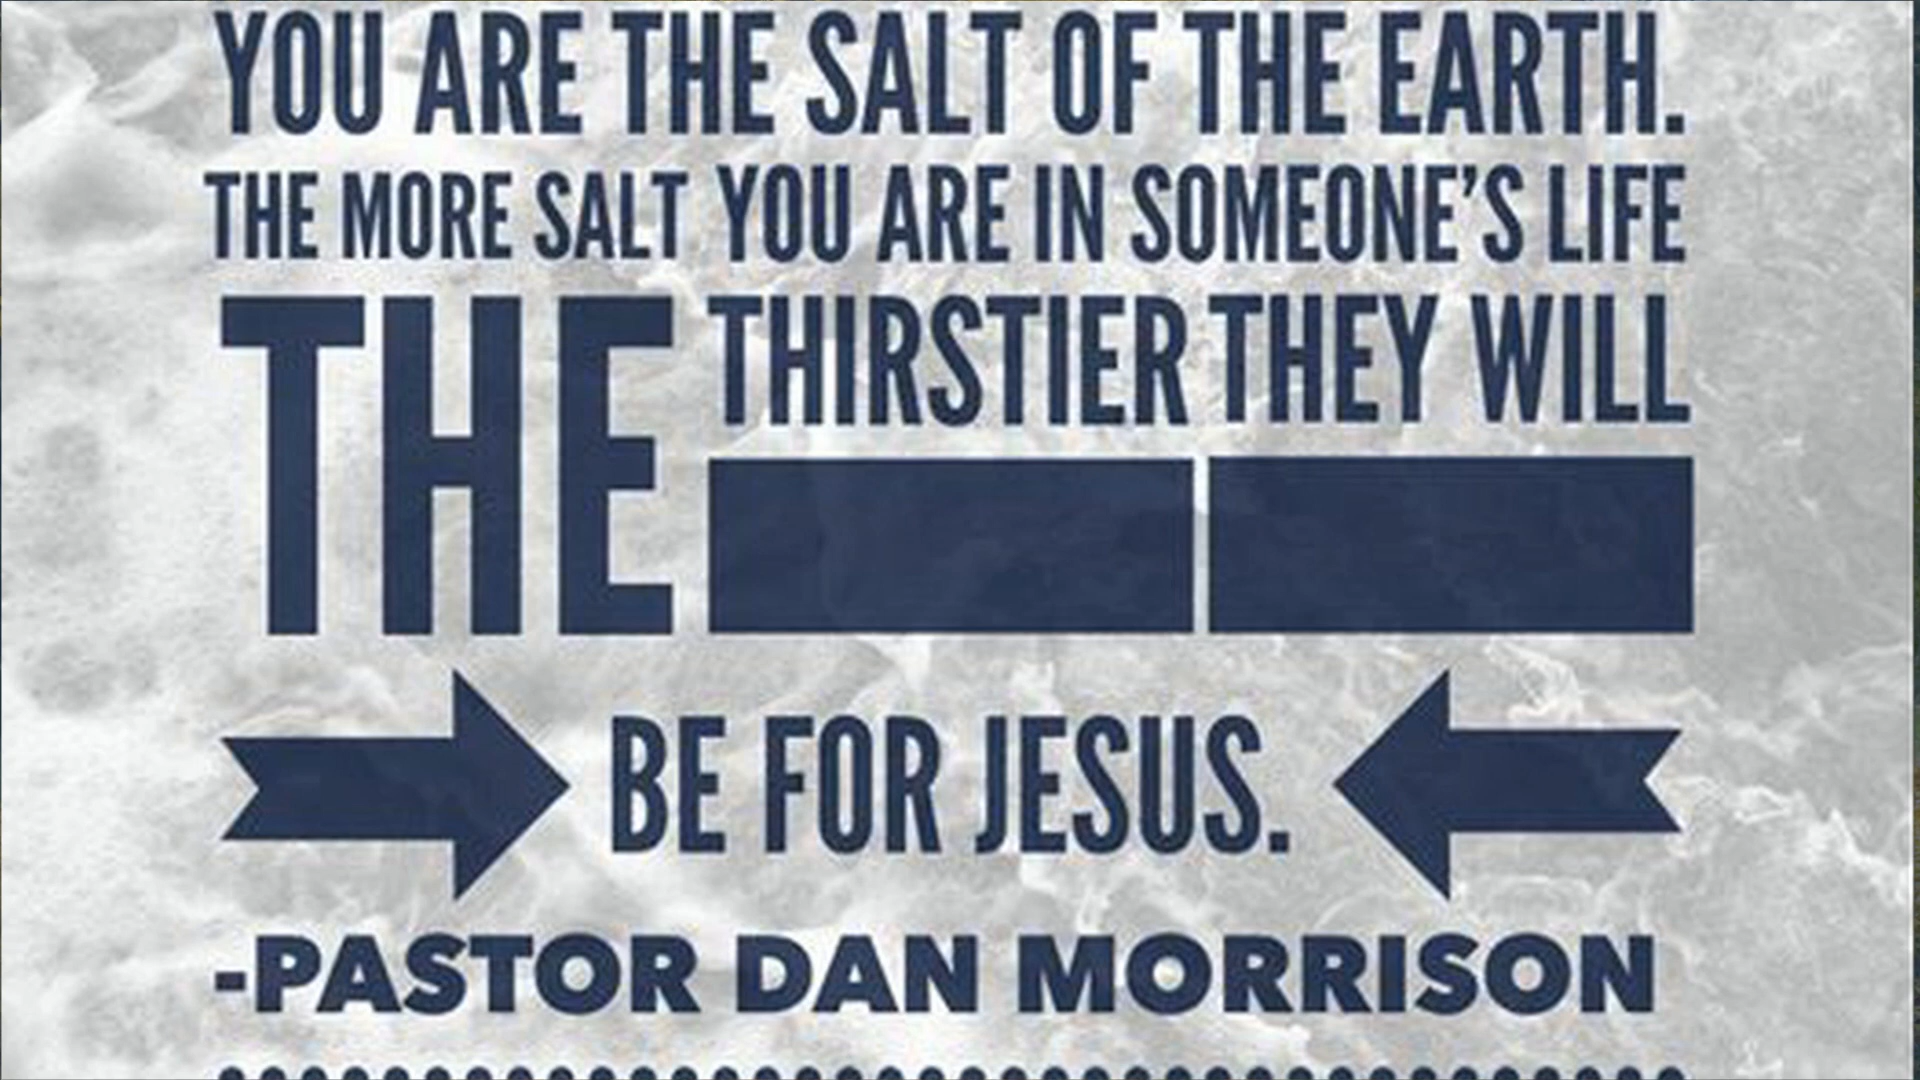 YOU ARE THE SALT OF THE EARTH.
THE MORE SALT YOU ARE IN SOMEONE'S LIFE
THE THIRSTIER THEY WILL
BE FOR JESUS.
-PASTOR DAN MORRISON